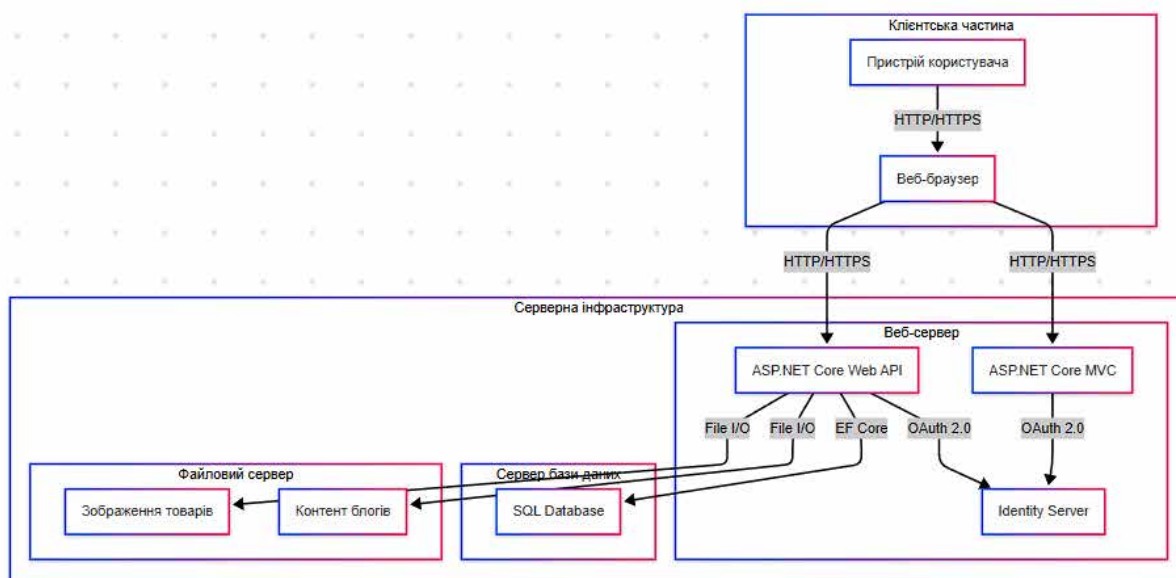 Клієнтська частина
Пристрій користувача
HTTP/HTTPS
Веб-браузер
HTTP/HTTPS
HTTP/HTTPS
Серверна інфраструктура
Веб-сервер
ASP.NET Core Web API
ASP.NET Core MVC
File I/O
File I/O
EF Core
OAuth 2.0
OAuth 2.0
Файловий сервер
Сервер бази даних
Зображення товарів
Контент блогів
SQL Database
Identity Server